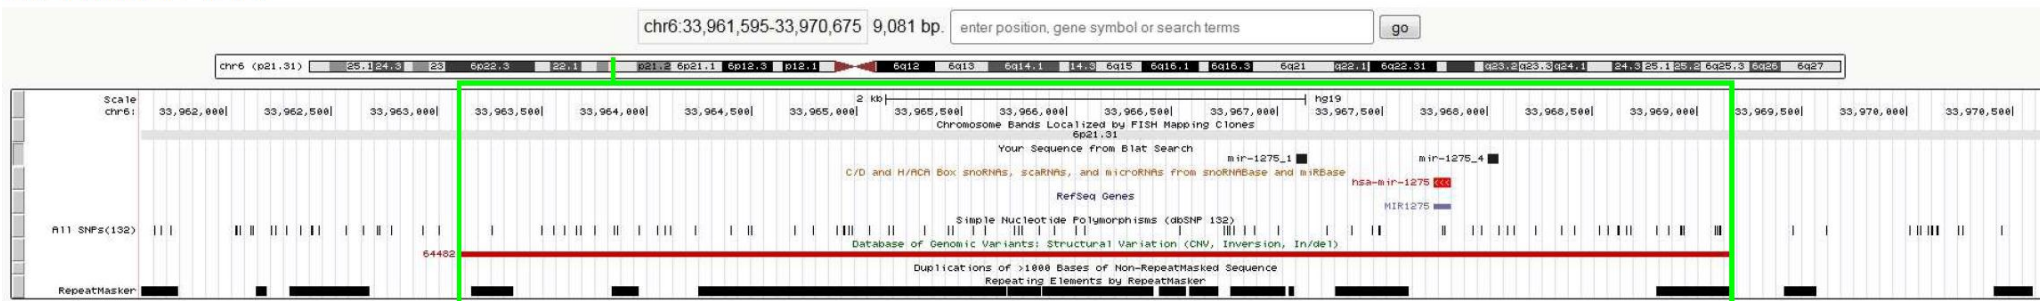 chr6:33,961,595-33,970,675 9,081 bp. enter position, gene symbol or search terms go
chr6 (p21.31) 25.1 24.3 23 6p22.3 22.1 p21.2 6p21.1 6p12.3 p12.1 6q12 6q13 6q14.1 14.3 6q15 6q16.1 6q16.3 6q21 q22.1 6q22.31 q23.2 q23.3 q24.1 24.3 25.1 25.2 6q25.3 6q26 6q27
Scale 2 kb hg19
chr6: 33,962,000 33,962,500 33,963,000 33,963,500 33,964,000 33,964,500 33,965,000 33,965,500 33,966,000 33,966,500 33,967,000 33,967,500 33,968,000 33,968,500 33,969,000 33,969,500 33,970,000 33,970,500
Chromosome Bands Localized by FISH Mapping Clones
6p21.31
Your Sequence from Blat Search
mir-1275_1 mir-1275_4
C/D and H/ACA Box snoRNAs, scaRNAs, and microRNAs from snoRNABase and miRBase
hsa-mir-1275
RefSeq Genes
MIR1275
Simple Nucleotide Polymorphisms (dbSNP 132)
All SNPs(132)
Database of Genomic Variants: Structural Variation (CNV, Inversion, In/del)
64482
Duplications of >1000 Bases of Non-RepeatMasked Sequence
Repeating Elements by RepeatMasker
RepeatMasker